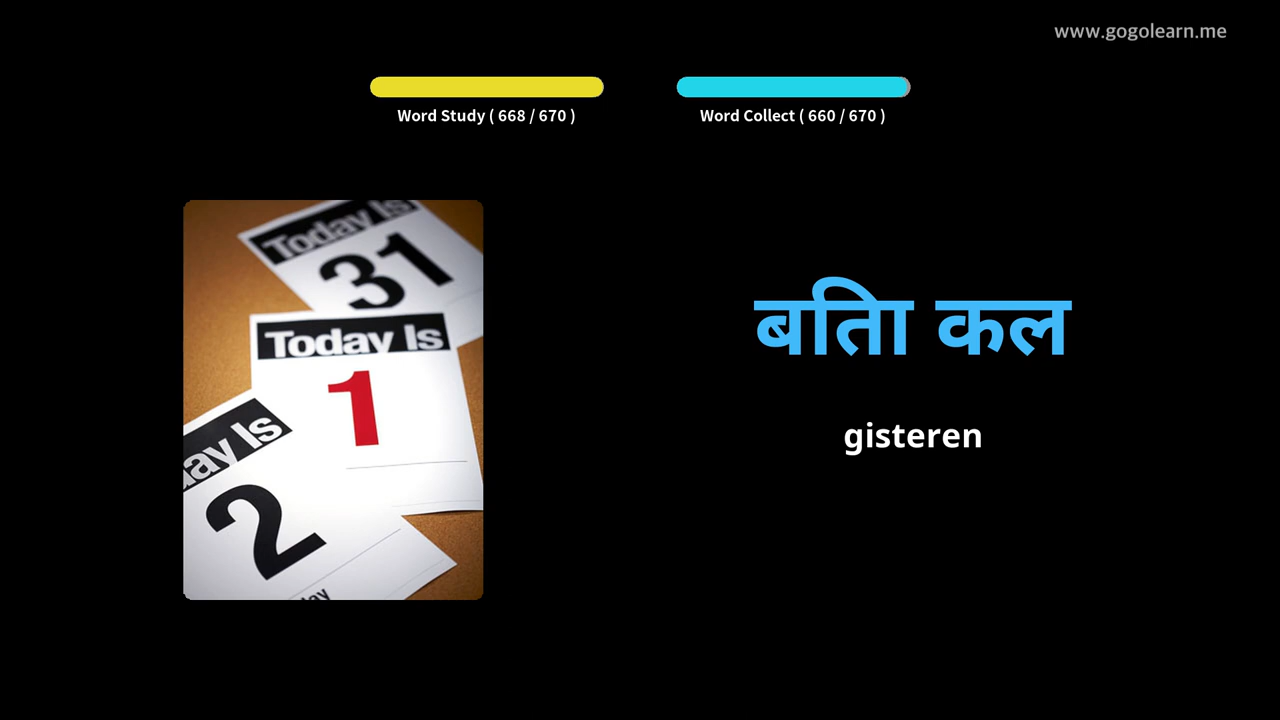 www.gogolearn.me
Word Study ( 668 / 670 )
Word Collect ( 660 / 670 )
Today Is
31
Today Is
1
ay Is
2
day
बिता कल
gisteren